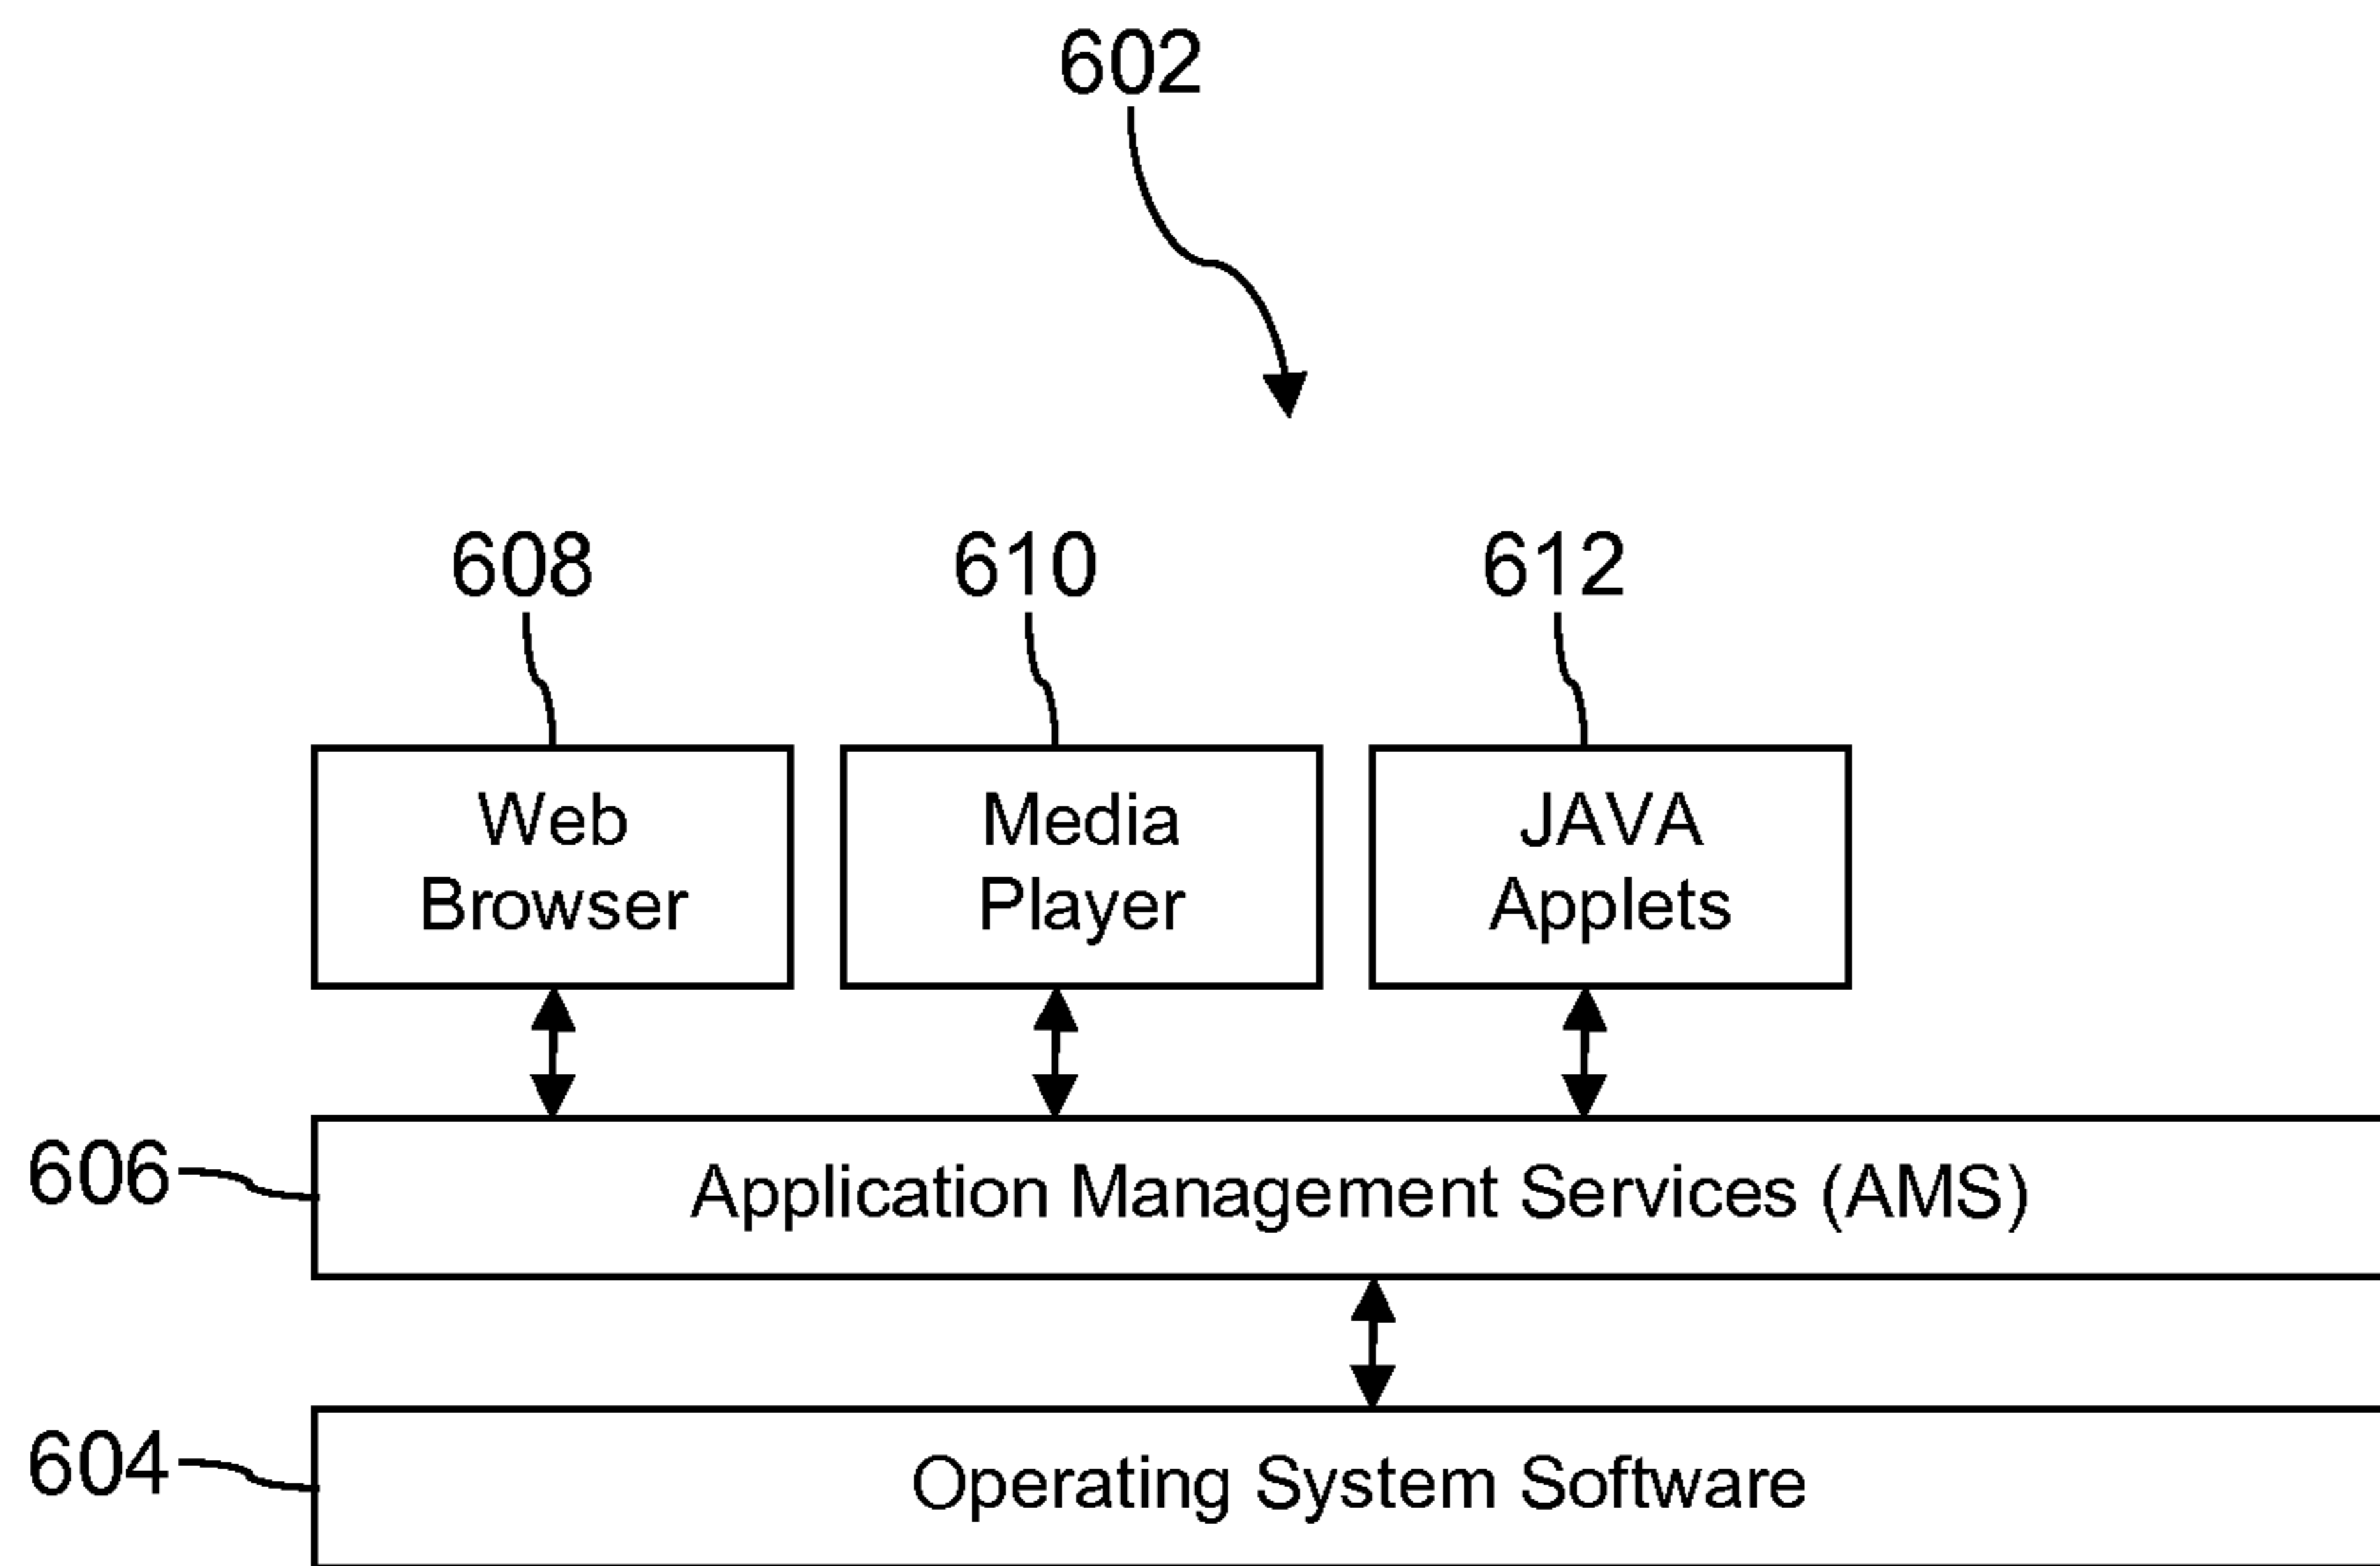 602
608
610
612
Web
Browser
Media
Player
JAVA
Applets
606
Application Management Services (AMS)
604
Operating System Software